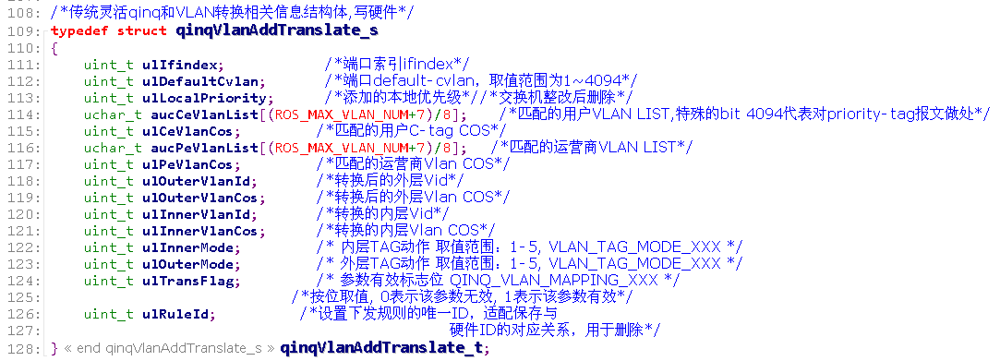 108: /*传统灵活qinq和VLAN转换相关信息结构体,写硬件*/
109: typedef struct qinqVlanAddTranslate_s
110: {
111: uint_t ulIfindex; /*端口索引ifindex*/
112: uint_t ulDefaultCvlan; /*端口default-cvlan，取值范围为1~4094*/
113: uint_t ulLocalPriority; /*添加的本地优先级*//*交换机整改后删除*/
114: uchar_t aucCeVlanList[(ROS_MAX_VLAN_NUM+7)/8]; /*匹配的用户VLAN LIST,特殊的bit 4094代表对priority-tag报文做处*/
115: uint_t ulCeVlanCos; /*匹配的用户C-tag COS*/
116: uchar_t aucPeVlanList[(ROS_MAX_VLAN_NUM+7)/8]; /*匹配的运营商VLAN LIST*/
117: uint_t ulPeVlanCos; /*匹配的运营商Vlan COS*/
118: uint_t ulOuterVlanId; /*转换后的外层Vid*/
119: uint_t ulOuterVlanCos; /*转换后的外层Vlan COS*/
120: uint_t ulInnerVlanId; /*转换的内层Vid*/
121: uint_t ulInnerVlanCos; /*转换的内层Vlan COS*/
122: uint_t ulInnerMode; /* 内层TAG动作 取值范围：1-5, VLAN_TAG_MODE_XXX */
123: uint_t ulOuterMode; /* 外层TAG动作 取值范围：1-5, VLAN_TAG_MODE_XXX */
124: uint_t ulTransFlag; /* 参数有效标志位 QINQ_VLAN_MAPPING_XXX */
125: /*按位取值, 0表示该参数无效, 1表示该参数有效*/
126: uint_t ulRuleId; /*设置下发规则的唯一ID，适配保存与
127: 硬件ID的对应关系，用于删除*/
128: } « end qinqVlanAddTranslate_s » qinqVlanAddTranslate_t;